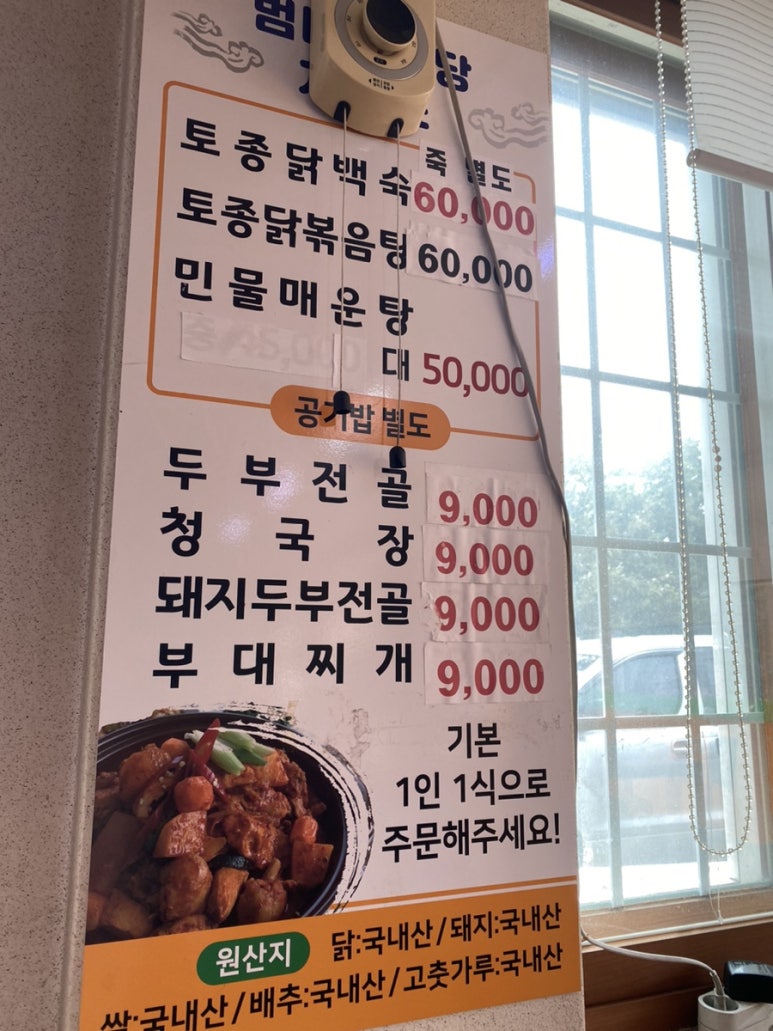 죽 별도
토종닭백숙 60,000
토종닭볶음탕 60,000
민물매운탕
중 45,000 대 50,000
공기밥 별도
두부전골 9,000
청국장 9,000
돼지두부전골 9,000
부대찌개 9,000
기본
1인 1식으로
주문해주세요!
원산지 닭:국내산/돼지:국내산
쌀:국내산/배추:국내산/고춧가루:국내산